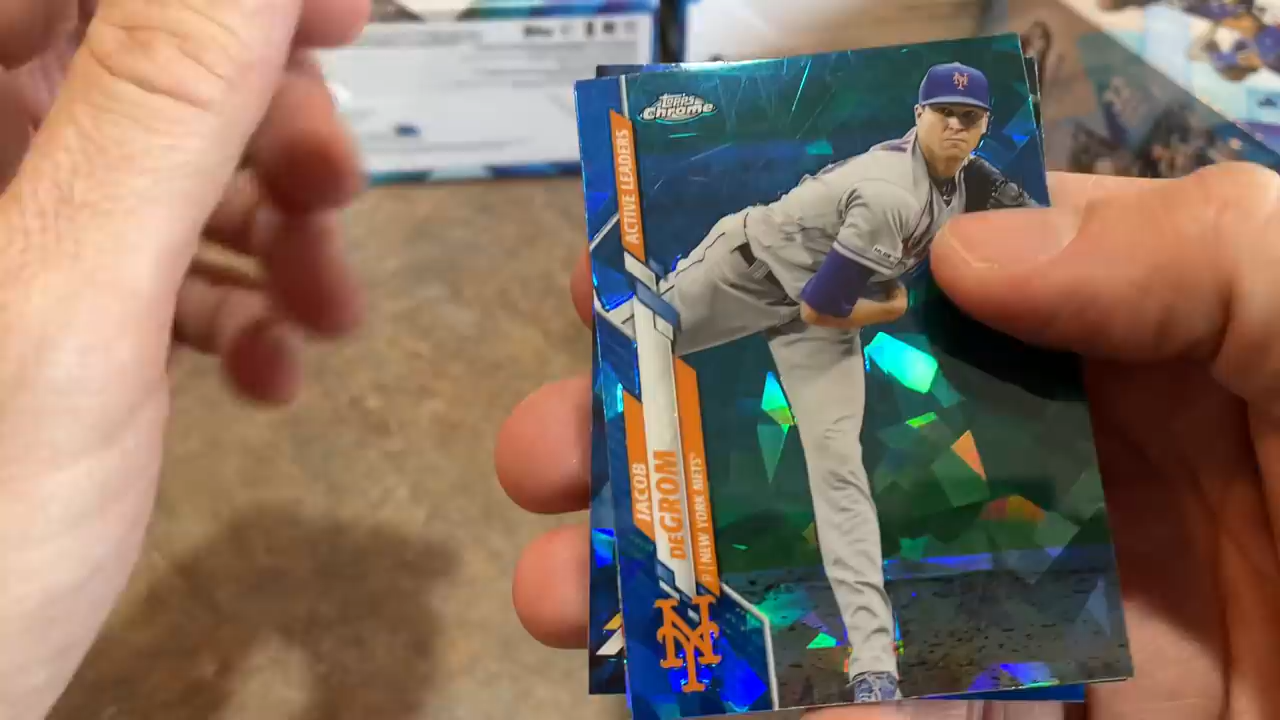 Topps
Chrome
ACTIVE LEADERS
JACOB
DeGROM
P | NEW YORK METS
NY